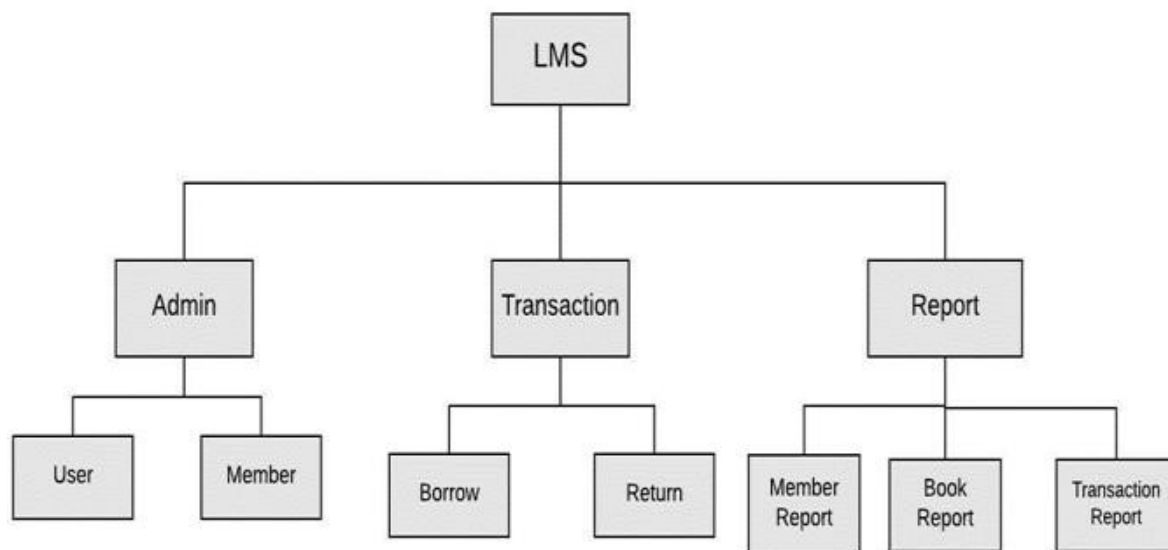 LMS
Admin
Transaction
Report
User
Member
Borrow
Return
Member
Report
Book
Report
Transaction
Report